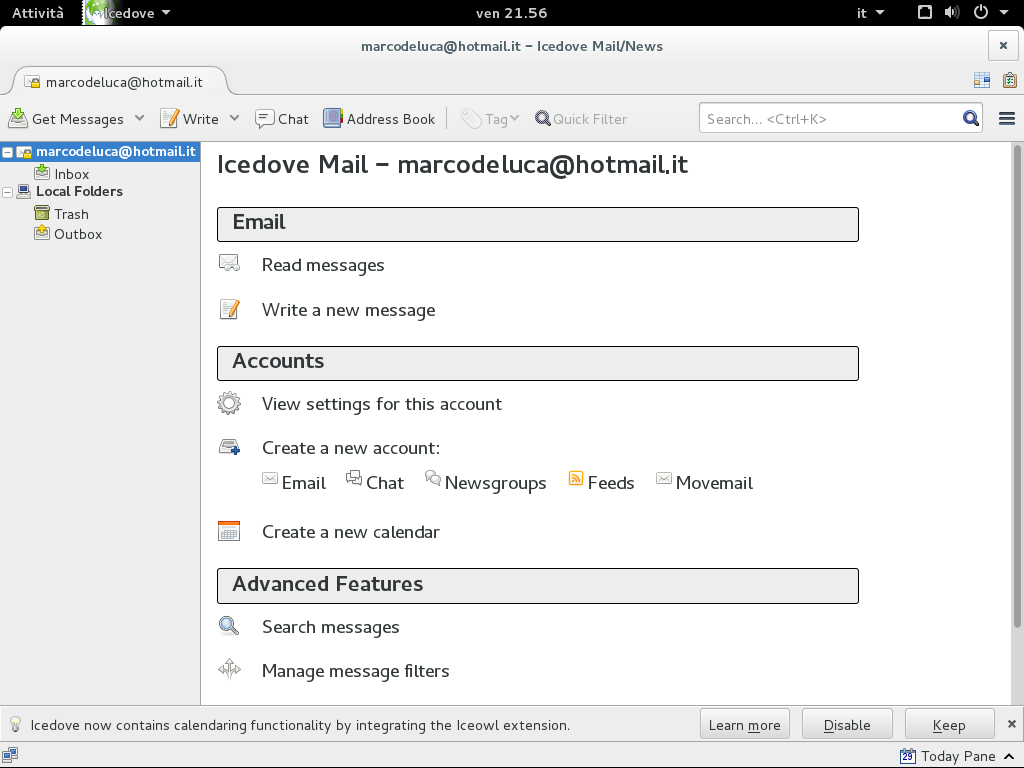 Attività Icedove ven 21.56 it
marcodeluca@hotmail.it – Icedove Mail/News
marcodeluca@hotmail.it
Get Messages Write Chat Address Book Tag Quick Filter Search... <Ctrl+K>
marcodeluca@hotmail.it
Inbox
Local Folders
Trash
Outbox
Icedove Mail – marcodeluca@hotmail.it
Email
Read messages
Write a new message
Accounts
View settings for this account
Create a new account:
Email Chat Newsgroups Feeds Movemail
Create a new calendar
Advanced Features
Search messages
Manage message filters
Icedove now contains calendaring functionality by integrating the Iceowl extension. Learn more Disable Keep
29 Today Pane